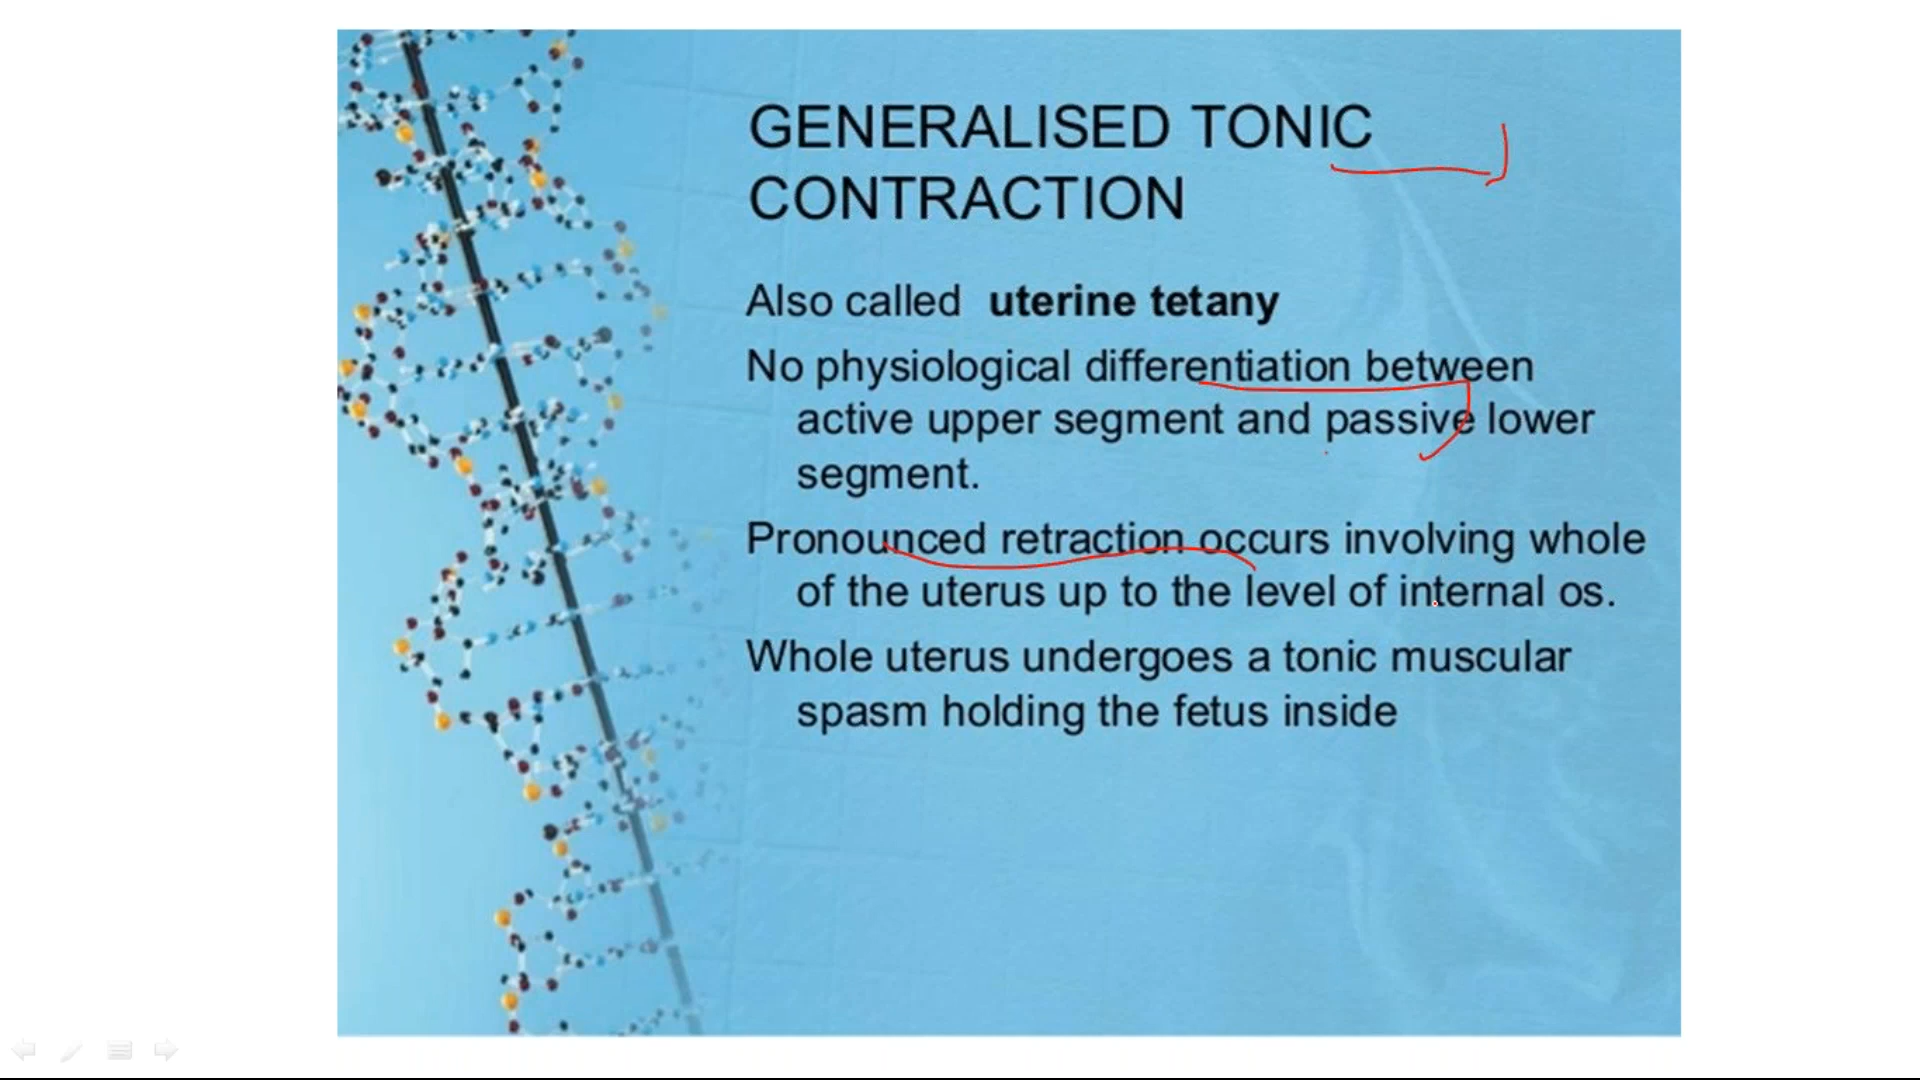 GENERALISED TONIC
CONTRACTION
Also called uterine tetany
No physiological differentiation between
active upper segment and passive lower
segment.
Pronounced retraction occurs involving whole
of the uterus up to the level of internal os.
Whole uterus undergoes a tonic muscular
spasm holding the fetus inside